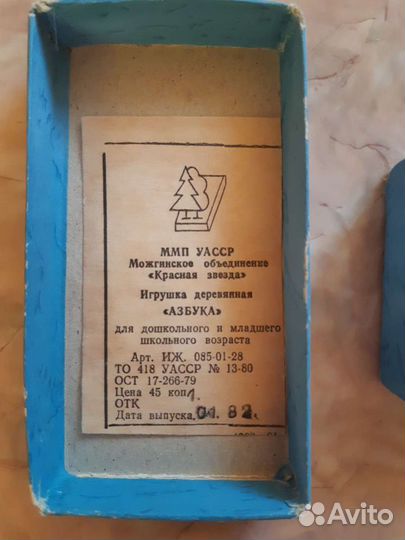 ММП УАССР
Можгинское объединение
«Красная звезда»
Игрушка деревянная
«АЗБУКА»
для дошкольного и младшего
школьного возраста
Арт. ИЖ. 085-01-28
ТО 418 УАССР № 13-80
ОСТ 17-266-79
Цена 45 коп.
ОТК
Дата выпуска 01.82
Avito